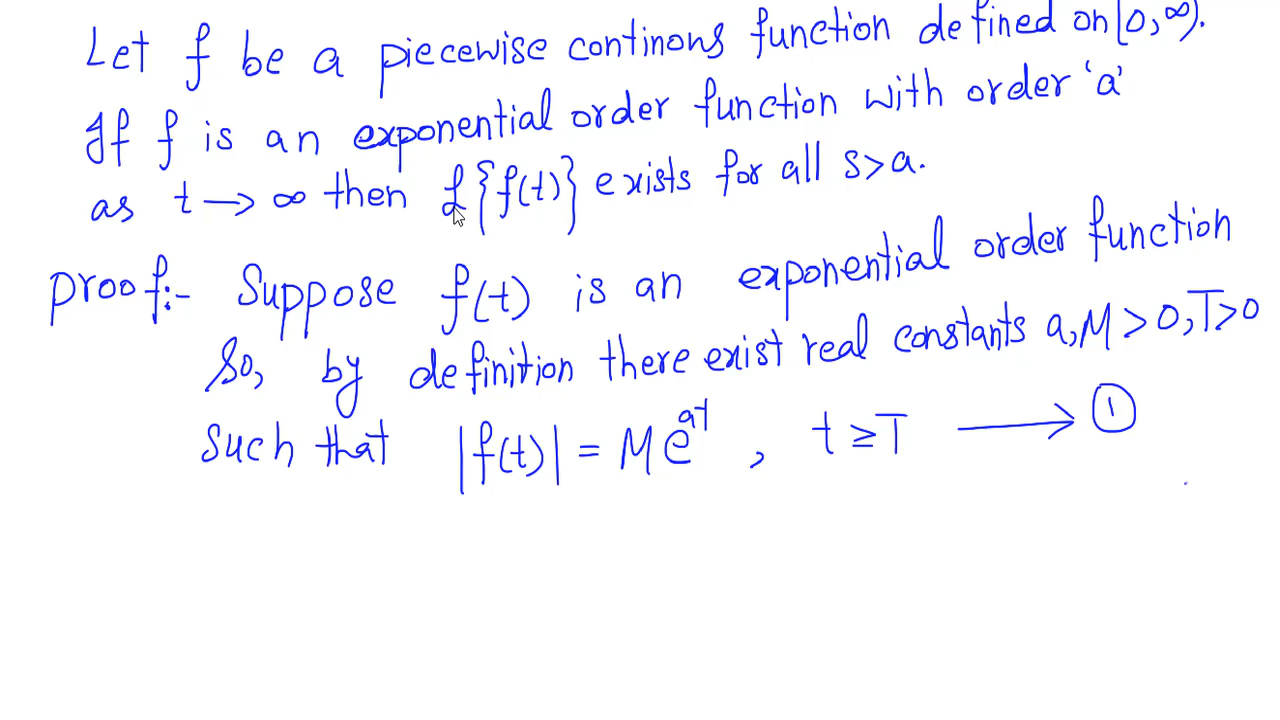 Let f be a piecewise continous function defined on [0, ∞).
If f is an exponential order function with order 'a'
as t → ∞ then £{f(t)} exists for all s>a.
Proof:- Suppose f(t) is an exponential order function
So, by definition there exist real constants a, M > 0, T > 0
such that |f(t)| = M e^{at} , t ≥ T → ①